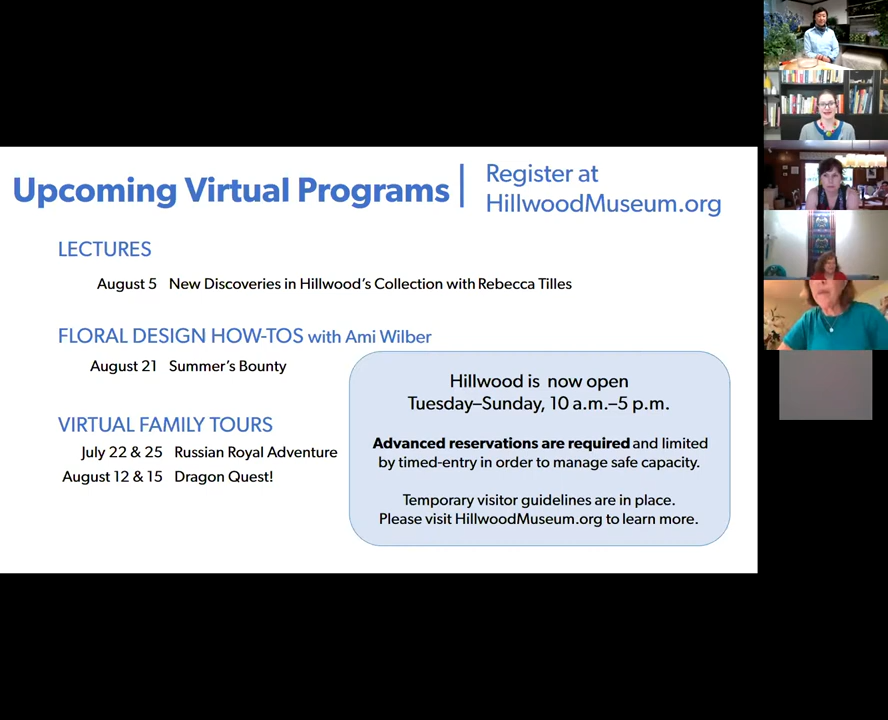 Upcoming Virtual Programs
Register at
HillwoodMuseum.org
LECTURES
August 5 New Discoveries in Hillwood's Collection with Rebecca Tilles
FLORAL DESIGN HOW-TOS with Ami Wilber
August 21 Summer's Bounty
VIRTUAL FAMILY TOURS
July 22 & 25 Russian Royal Adventure
August 12 & 15 Dragon Quest!
Hillwood is now open
Tuesday–Sunday, 10 a.m.–5 p.m.
Advanced reservations are required and limited
by timed-entry in order to manage safe capacity.
Temporary visitor guidelines are in place.
Please visit HillwoodMuseum.org to learn more.